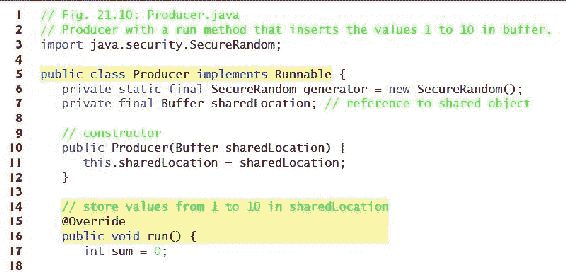 1 // Fig. 21.10: Producer.java
2 // Producer with a run method that inserts the values 1 to 10 in buffer.
3 import java.security.SecureRandom;
4
5 public class Producer implements Runnable {
6 private static final SecureRandom generator = new SecureRandom();
7 private final Buffer sharedLocation; // reference to shared object
8
9 // constructor
10 public Producer(Buffer sharedLocation) {
11 this.sharedLocation = sharedLocation;
12 }
13
14 // store values from 1 to 10 in sharedLocation
15 @Override
16 public void run() {
17 int sum = 0;
18